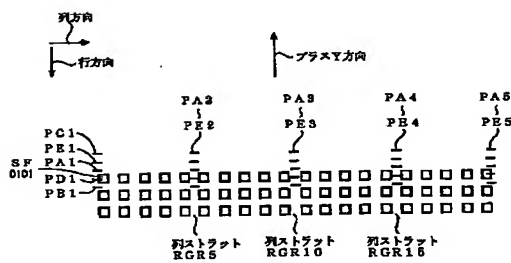 列方向
行方向
プラスY方向
PA2
~
PE2
PA3
~
PE3
PA4
~
PE4
PA5
~
PE5
PC1
PE1
PA1
SF
0101
PD1
PB1
列ストラット
RGR5
列ストラット
RGR10
列ストラット
RGR15